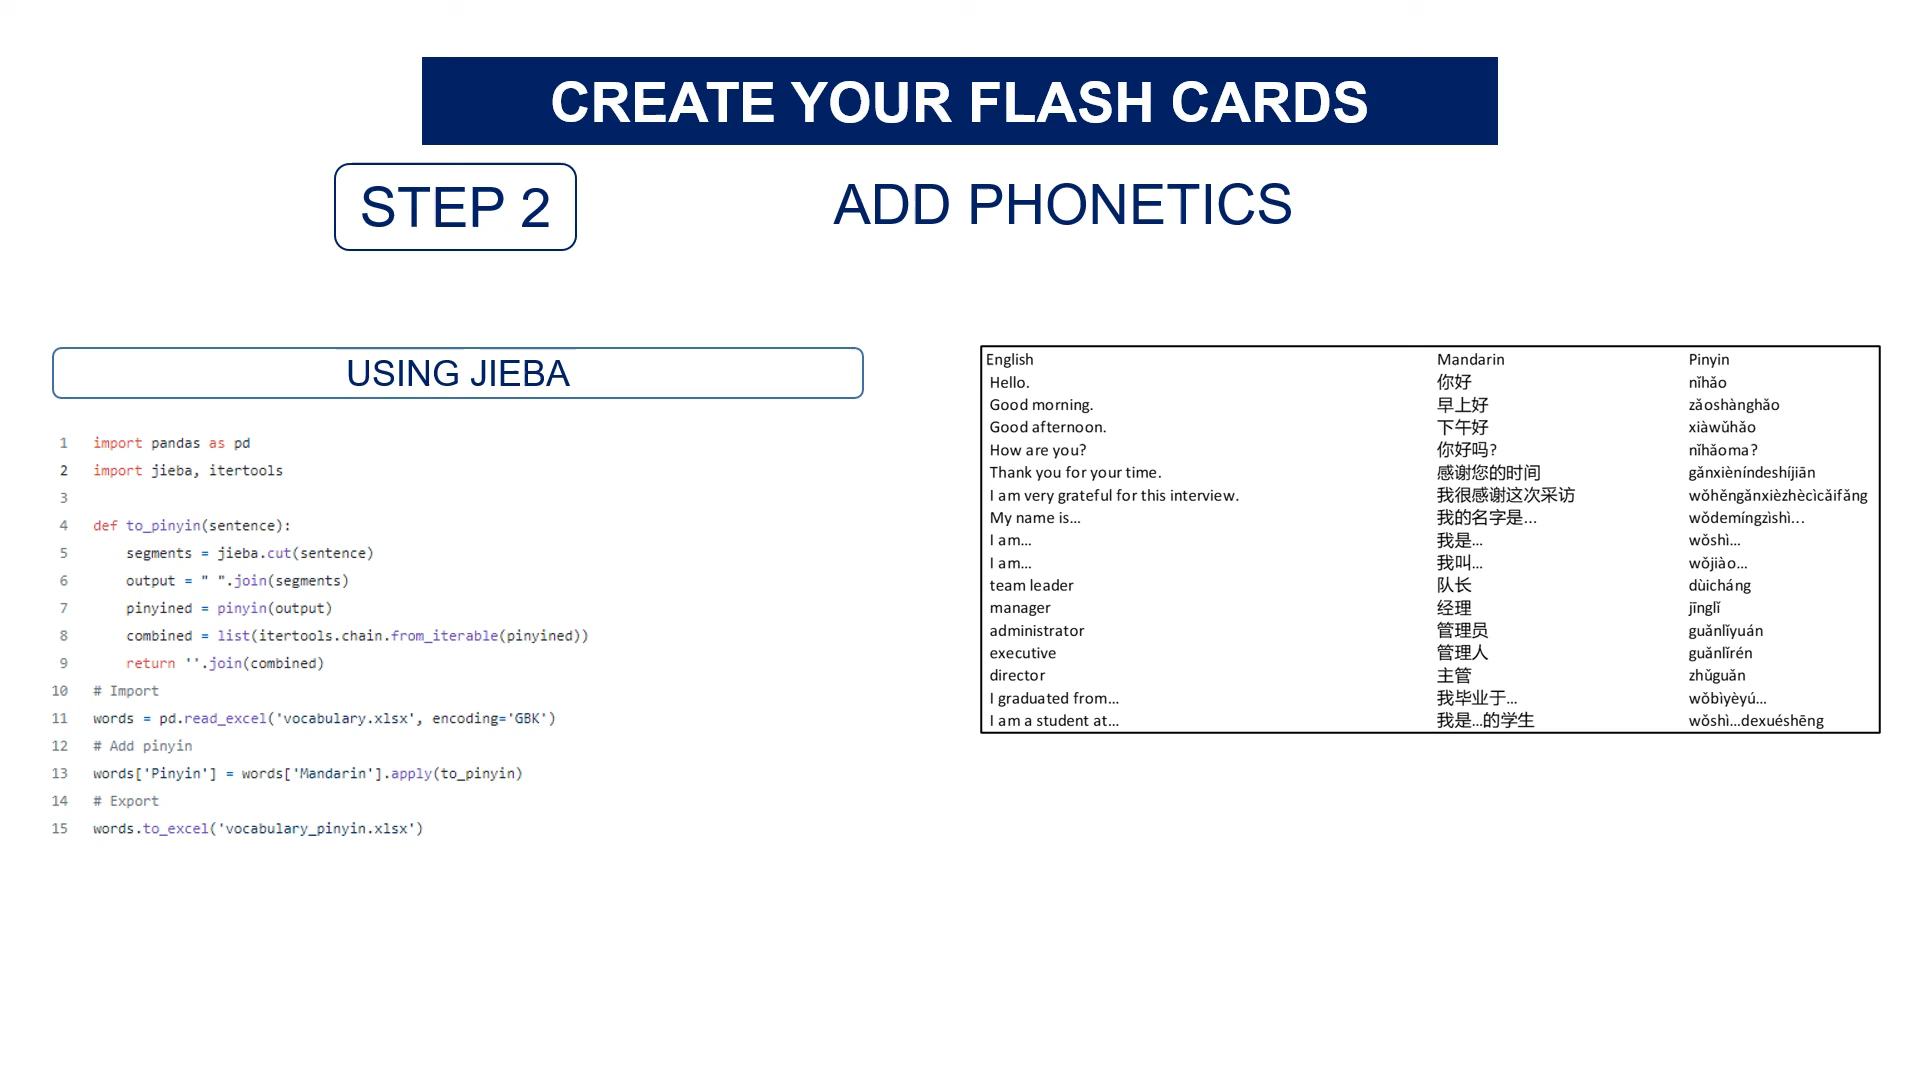 CREATE YOUR FLASH CARDS
STEP 2
ADD PHONETICS
USING JIEBA
1 import pandas as pd
2 import jieba, itertools
3
4 def to_pinyin(sentence):
5     segments = jieba.cut(sentence)
6     output = " ".join(segments)
7     pinyined = pinyin(output)
8     combined = list(itertools.chain.from_iterable(pinyined))
9     return ''.join(combined)
10 # Import
11 words = pd.read_excel('vocabulary.xlsx', encoding='GBK')
12 # Add pinyin
13 words['Pinyin'] = words['Mandarin'].apply(to_pinyin)
14 # Export
15 words.to_excel('vocabulary_pinyin.xlsx')
English Mandarin Pinyin
Hello. 你好 nǐhǎo
Good morning. 早上好 zǎoshànghǎo
Good afternoon. 下午好 xiàwǔhǎo
How are you? 你好吗? nǐhǎoma?
Thank you for your time. 感谢您的时间 gǎnxièníndeshíjiān
I am very grateful for this interview. 我很感谢这次采访 wǒhěngǎnxièzhècìcǎifǎng
My name is... 我的名字是... wǒdemíngzìshì...
I am... 我是... wǒshì...
I am... 我叫... wǒjiào...
team leader 队长 dùicháng
manager 经理 jīnglǐ
administrator 管理员 guǎnlǐyuán
executive 管理人 guǎnlǐrén
director 主管 zhǔguǎn
I graduated from... 我毕业于... wǒbìyèyú...
I am a student at... 我是...的学生 wǒshì...dexuéshēng